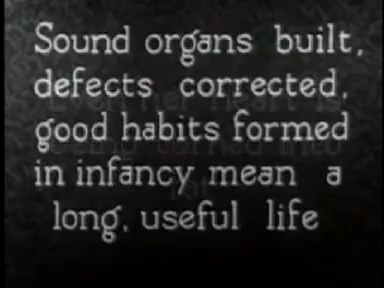 Sound organs built,
defects corrected,
good habits formed
in infancy mean a
long, useful life